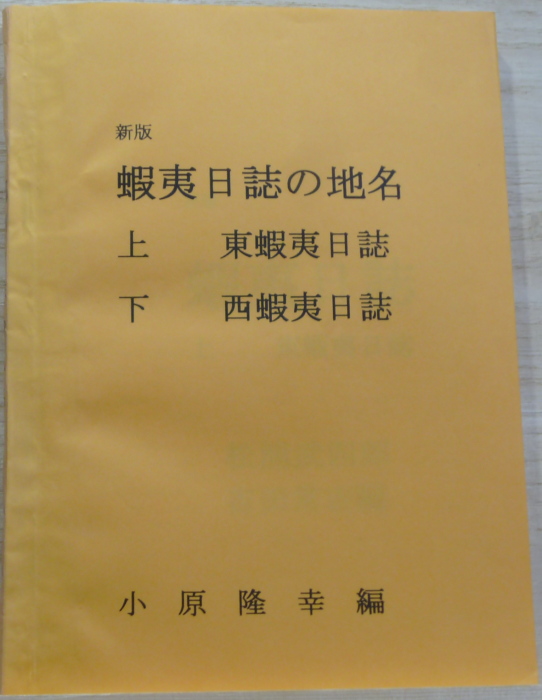 新版
蝦夷日誌の地名
上 東蝦夷日誌
下 西蝦夷日誌
小原隆幸編